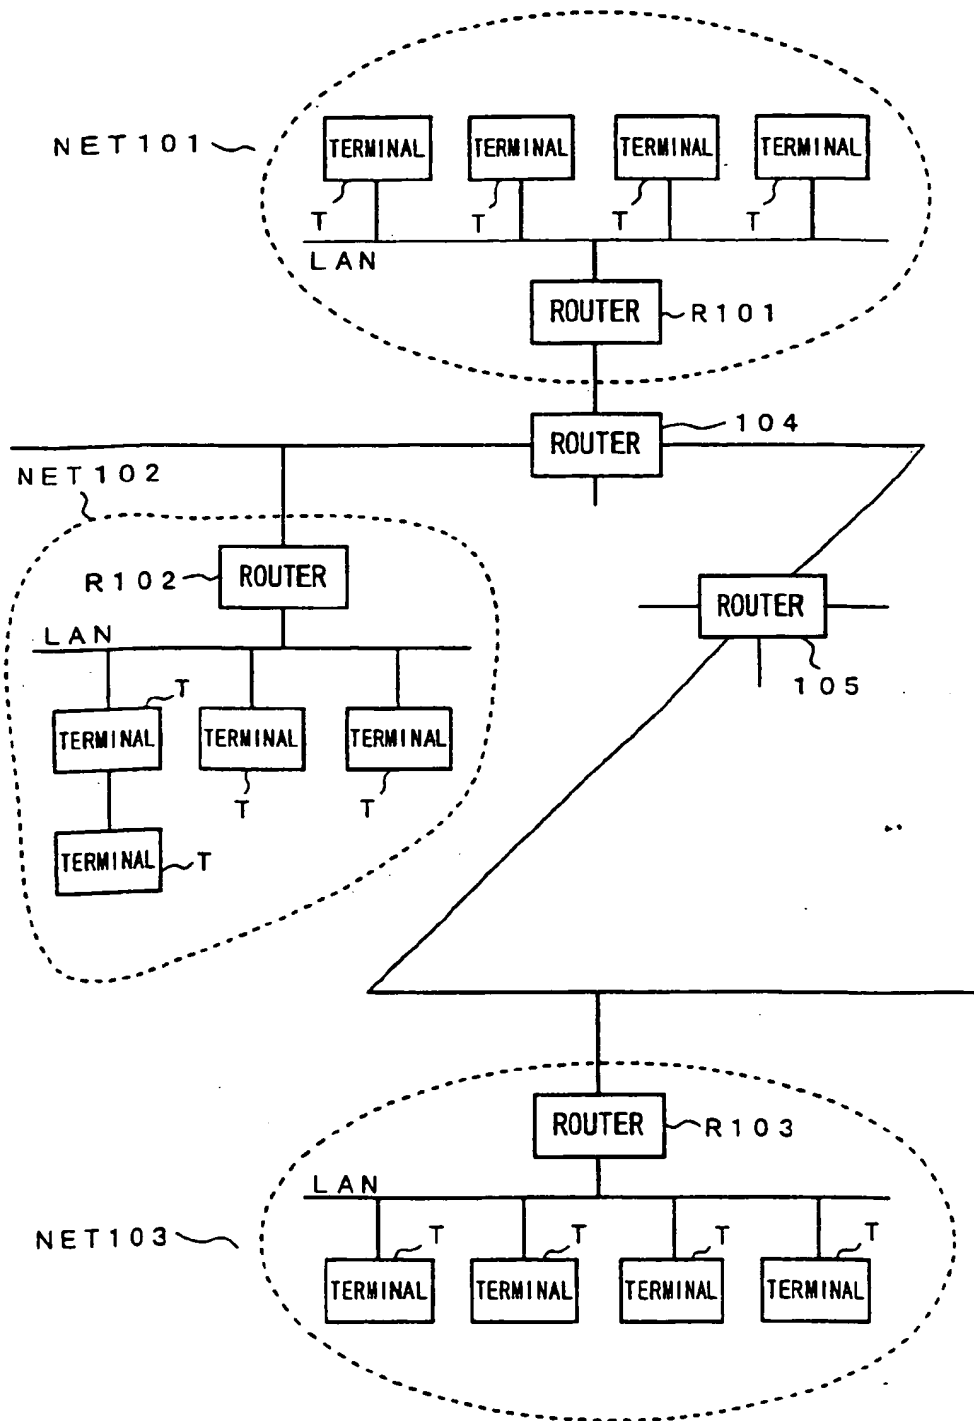 NET101
TERMINAL TERMINAL TERMINAL TERMINAL
T T T T
LAN
ROUTER R101
ROUTER 104
NET102
R102 ROUTER
ROUTER
105
LAN
T
TERMINAL TERMINAL TERMINAL
T T
TERMINAL T
ROUTER R103
LAN
NET103
T T T T
TERMINAL TERMINAL TERMINAL TERMINAL